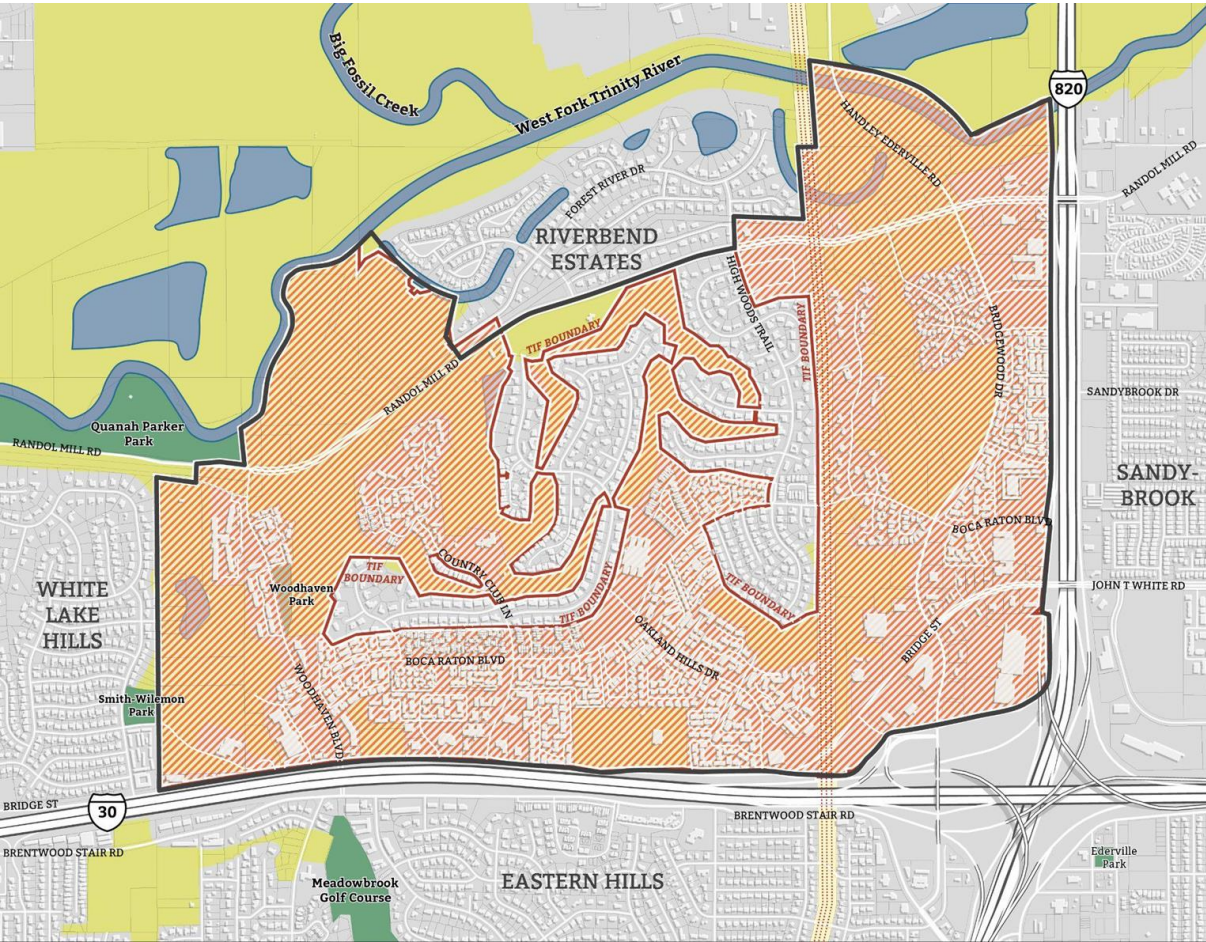 Big Fossil Creek
West Fork Trinity River
820
HANDLEY EDERVILLE RD
RANDOL MILL RD
FOREST RIVER DR
RIVERBEND
ESTATES
HIGH WOODS TRAIL
TIF BOUNDARY
TIF BOUNDARY
BRIDGEWOOD DR
RANDOL MILL RD
SANDYBROOK DR
Quanah Parker
Park
RANDOL MILL RD
SANDY-
BROOK
BOCA RATON BLVD
COUNTRY CLUB LN
TIF
BOUNDARY
WHITE
LAKE
HILLS
Woodhaven
Park
TIF BOUNDARY
TIF BOUNDARY
JOHN T WHITE RD
OAKLAND HILLS DR
BRIDGE ST
BOCA RATON BLVD
WOODHAVEN BLVD
Smith-Wilemon
Park
BRIDGE ST
30
BRENTWOOD STAIR RD
BRENTWOOD STAIR RD
Ederville
Park
Meadowbrook
Golf Course
EASTERN HILLS